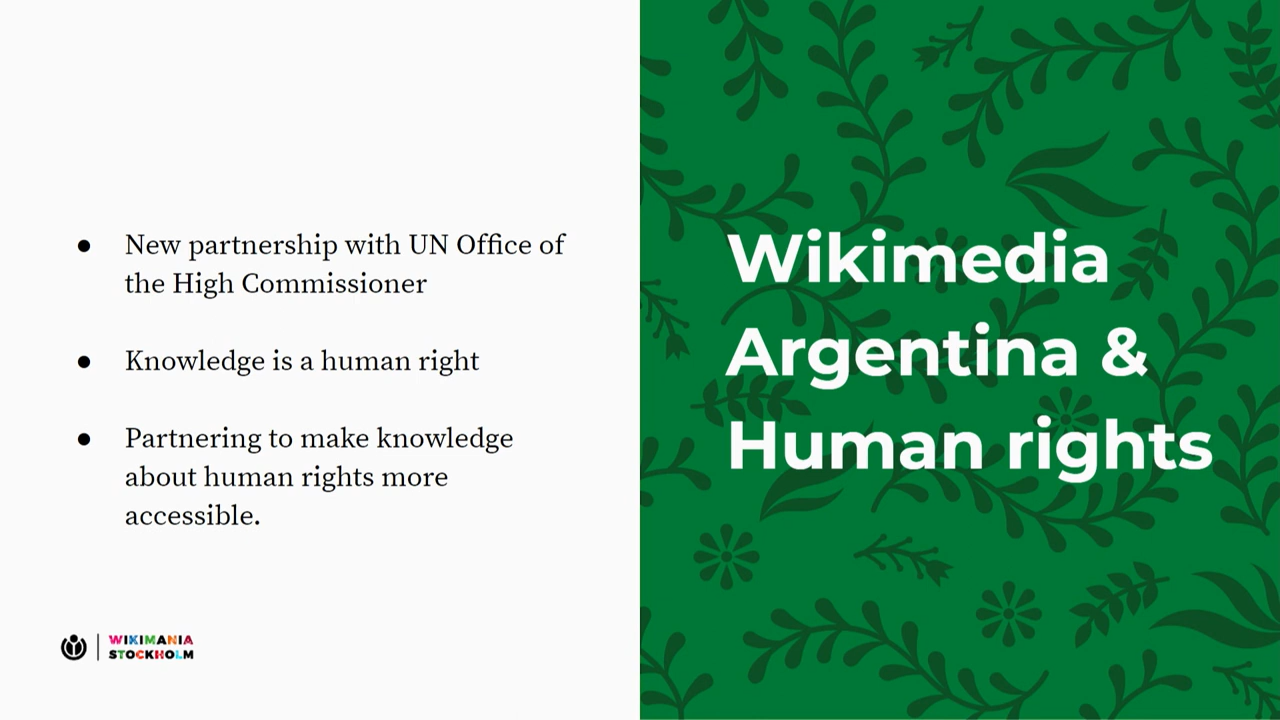 ● New partnership with UN Office of
the High Commissioner
● Knowledge is a human right
● Partnering to make knowledge
about human rights more
accessible.
WIKIMANIA
STOCKHOLM
Wikimedia
Argentina &
Human rights